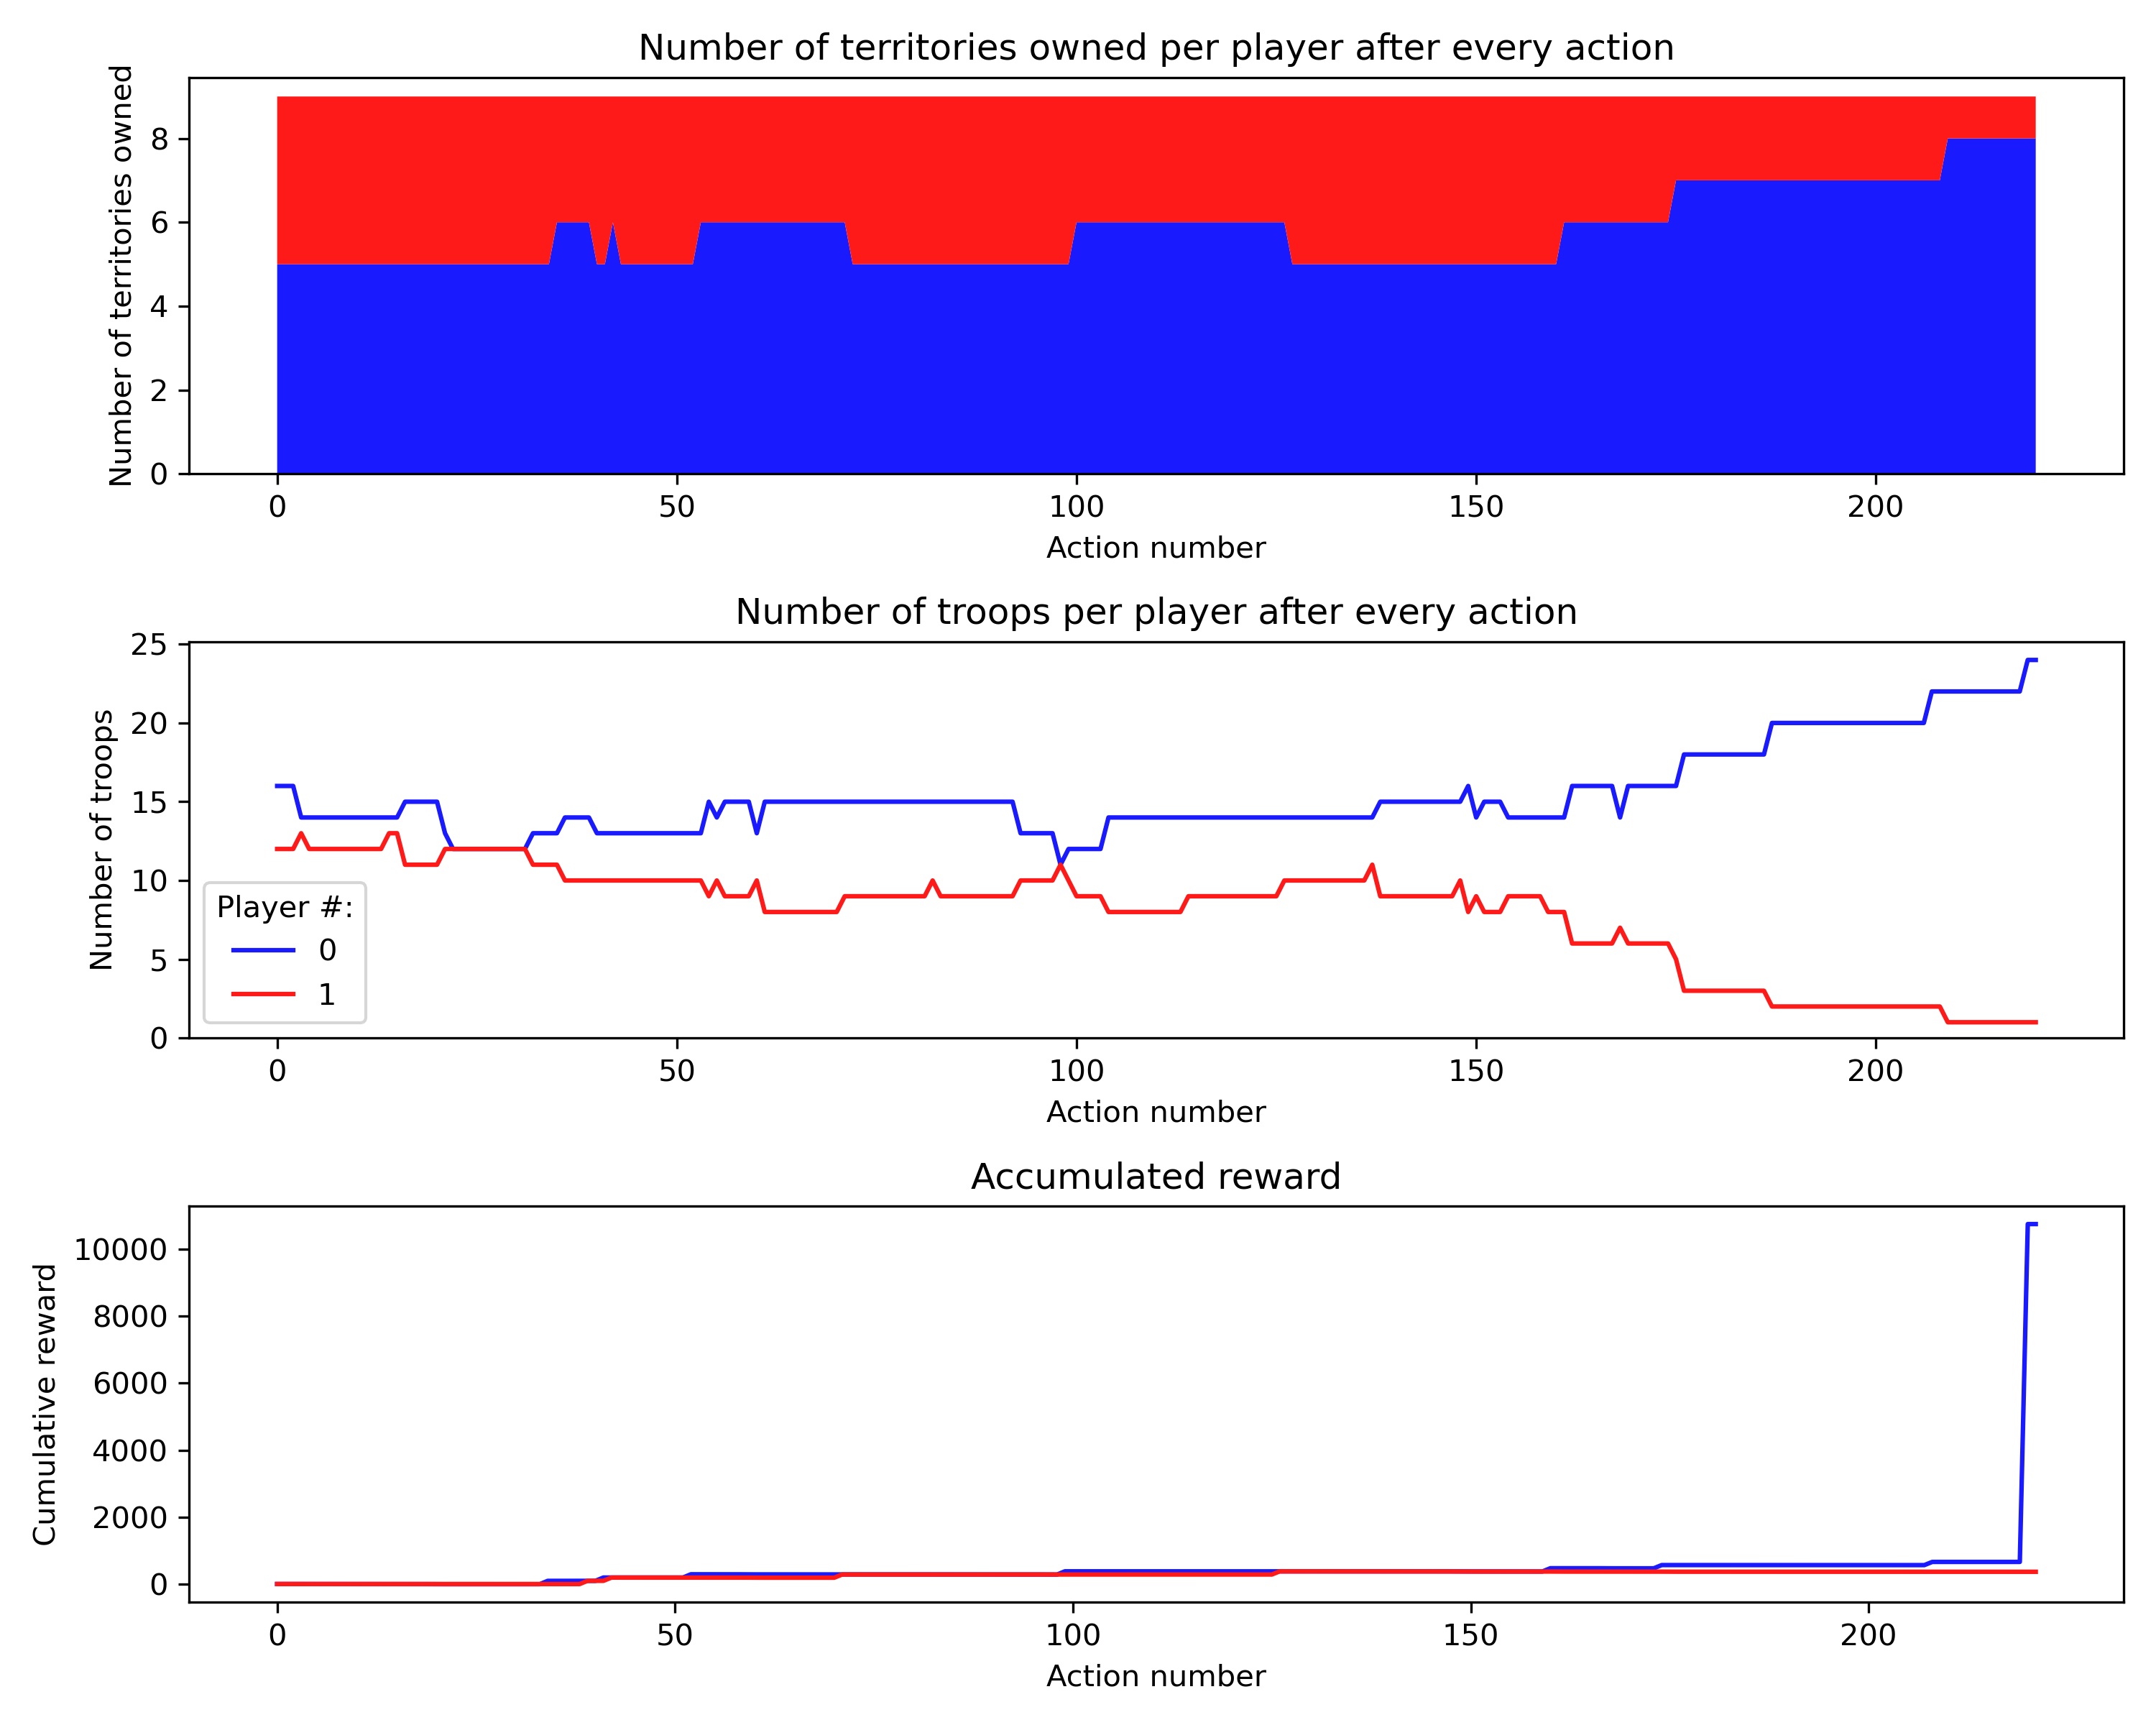 Number of territories owned per player after every action
Number of territories owned
8
6
4
2
0
0 50 100 150 200
Action number
Number of troops per player after every action
Number of troops
25
20
15
10
5
0
Player #:
0
1
0 50 100 150 200
Action number
Accumulated reward
Cumulative reward
10000
8000
6000
4000
2000
0
0 50 100 150 200
Action number